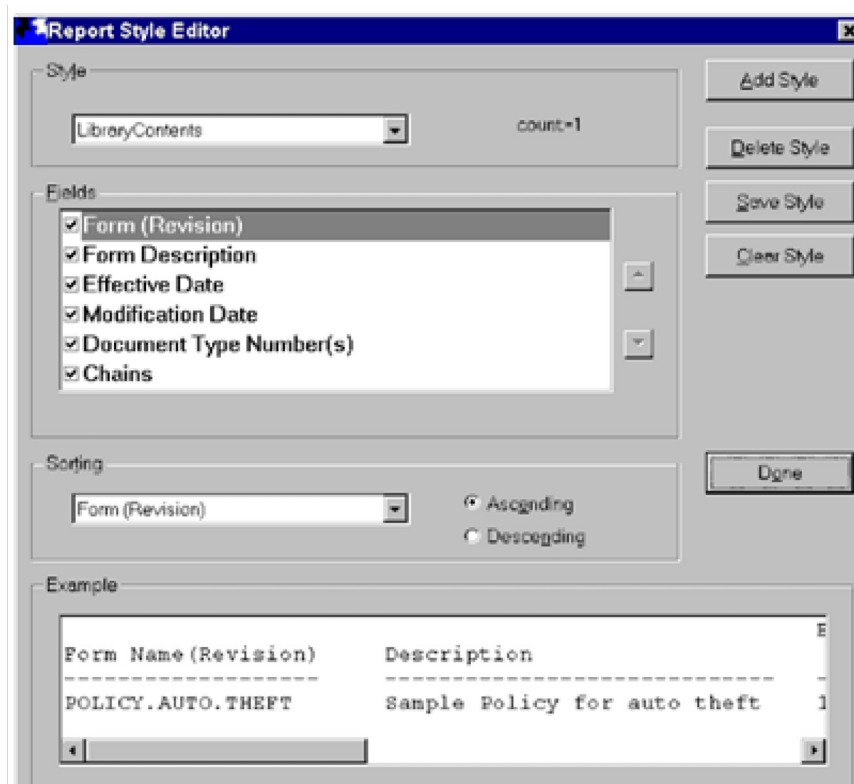 Report Style Editor
Style
LibraryContents
count=1
Add Style
Delete Style
Save Style
Clear Style
Fields
Form (Revision)
Form Description
Effective Date
Modification Date
Document Type Number(s)
Chains
Sorting
Form (Revision)
Ascending
Descending
Done
Example
E
Form Name(Revision) Description
------------------- ----------------------------- -
POLICY.AUTO.THEFT Sample Policy for auto theft 1